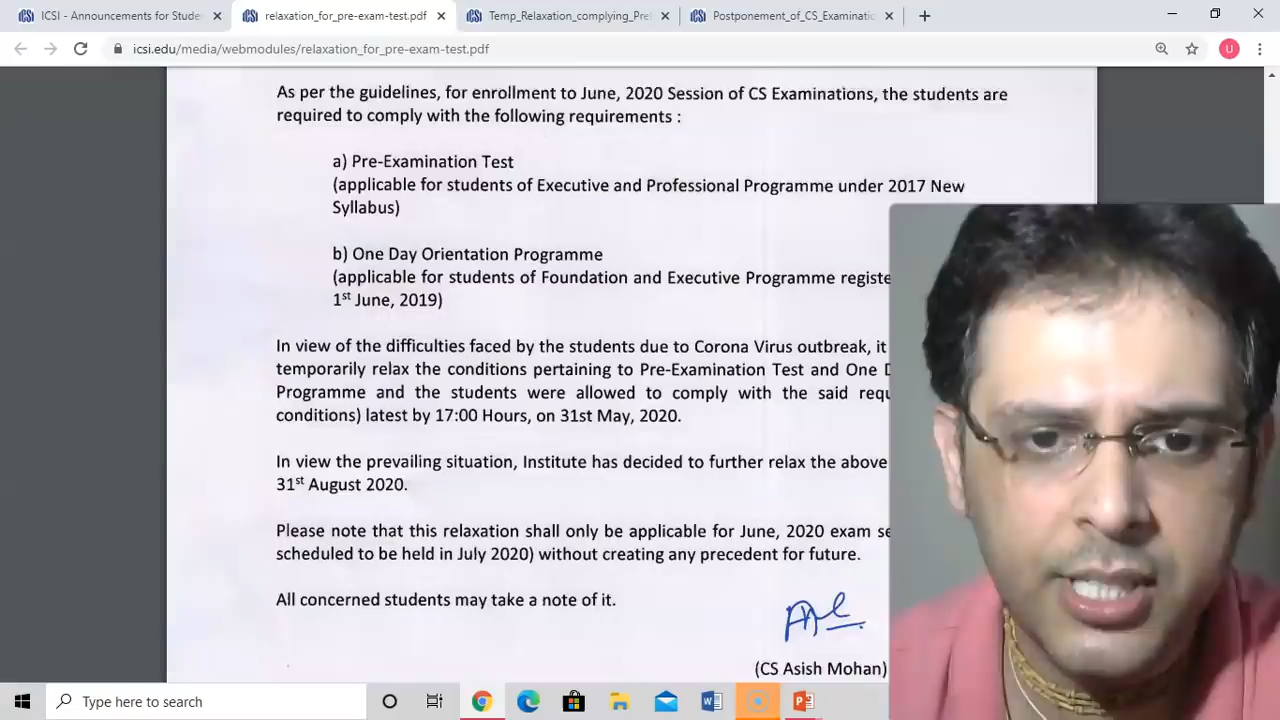 ICSI - Announcements for Studen
relaxation_for_pre-exam-test.pdf
Temp_Relaxation_complying_PreE
Postponement_of_CS_Examinatio
icsi.edu/media/webmodules/relaxation_for_pre-exam-test.pdf
U
As per the guidelines, for enrollment to June, 2020 Session of CS Examinations, the students are
required to comply with the following requirements :
a) Pre-Examination Test
(applicable for students of Executive and Professional Programme under 2017 New
Syllabus)
b) One Day Orientation Programme
(applicable for students of Foundation and Executive Programme registe
1st June, 2019)
In view of the difficulties faced by the students due to Corona Virus outbreak, it
temporarily relax the conditions pertaining to Pre-Examination Test and One D
Programme and the students were allowed to comply with the said requ
conditions) latest by 17:00 Hours, on 31st May, 2020.
In view the prevailing situation, Institute has decided to further relax the above
31st August 2020.
Please note that this relaxation shall only be applicable for June, 2020 exam se
scheduled to be held in July 2020) without creating any precedent for future.
All concerned students may take a note of it.
(CS Asish Mohan)
Type here to search